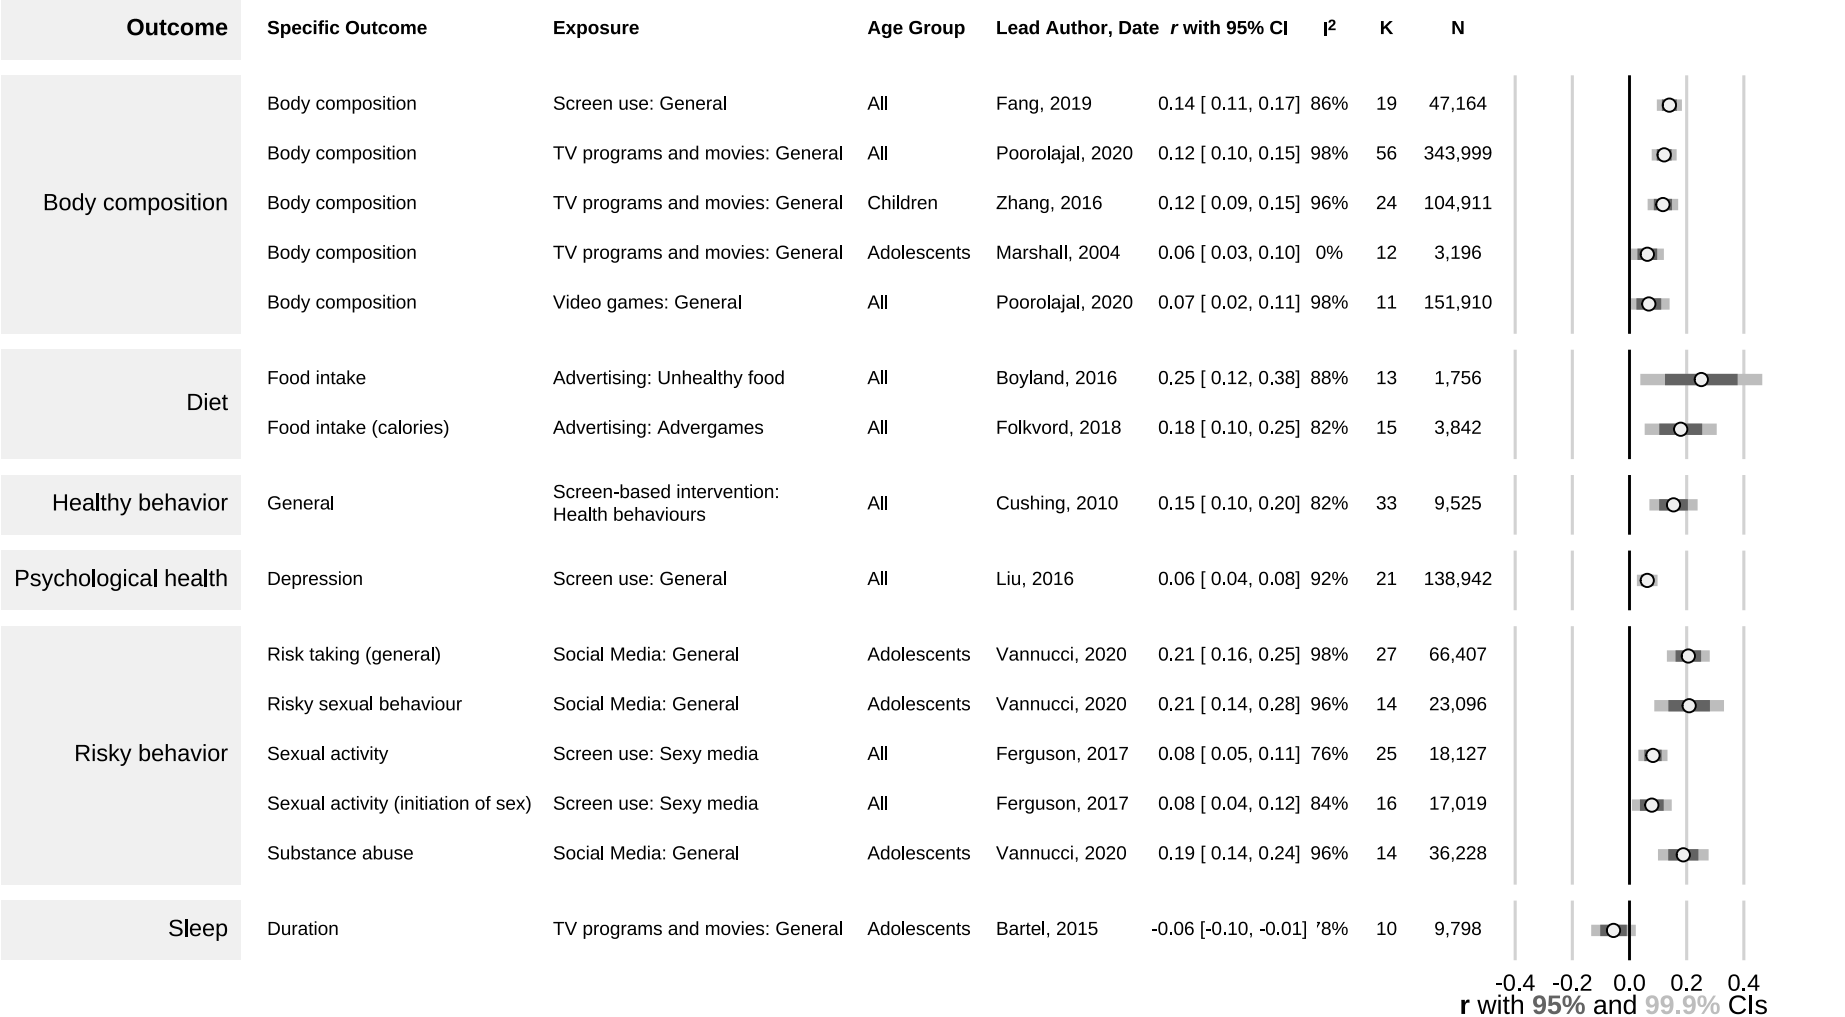 Outcome Specific Outcome Exposure Age Group Lead Author, Date r with 95% CI I2 K N
Body composition
Body composition Screen use: General All Fang, 2019 0.14 [ 0.11, 0.17] 86% 19 47,164
Body composition TV programs and movies: General All Poorolajal, 2020 0.12 [ 0.10, 0.15] 98% 56 343,999
Body composition TV programs and movies: General Children Zhang, 2016 0.12 [ 0.09, 0.15] 96% 24 104,911
Body composition TV programs and movies: General Adolescents Marshall, 2004 0.06 [ 0.03, 0.10] 0% 12 3,196
Body composition Video games: General All Poorolajal, 2020 0.07 [ 0.02, 0.11] 98% 11 151,910
Diet
Food intake Advertising: Unhealthy food All Boyland, 2016 0.25 [ 0.12, 0.38] 88% 13 1,756
Food intake (calories) Advertising: Advergames All Folkvord, 2018 0.18 [ 0.10, 0.25] 82% 15 3,842
Healthy behavior
General Screen-based intervention:
Health behaviours All Cushing, 2010 0.15 [ 0.10, 0.20] 82% 33 9,525
Psychological health
Depression Screen use: General All Liu, 2016 0.06 [ 0.04, 0.08] 92% 21 138,942
Risky behavior
Risk taking (general) Social Media: General Adolescents Vannucci, 2020 0.21 [ 0.16, 0.25] 98% 27 66,407
Risky sexual behaviour Social Media: General Adolescents Vannucci, 2020 0.21 [ 0.14, 0.28] 96% 14 23,096
Sexual activity Screen use: Sexy media All Ferguson, 2017 0.08 [ 0.05, 0.11] 76% 25 18,127
Sexual activity (initiation of sex) Screen use: Sexy media All Ferguson, 2017 0.08 [ 0.04, 0.12] 84% 16 17,019
Substance abuse Social Media: General Adolescents Vannucci, 2020 0.19 [ 0.14, 0.24] 96% 14 36,228
Sleep
Duration TV programs and movies: General Adolescents Bartel, 2015 -0.06 [-0.10, -0.01] 78% 10 9,798
-0.4 -0.2 0.0 0.2 0.4
r with 95% and 99.9% CIs